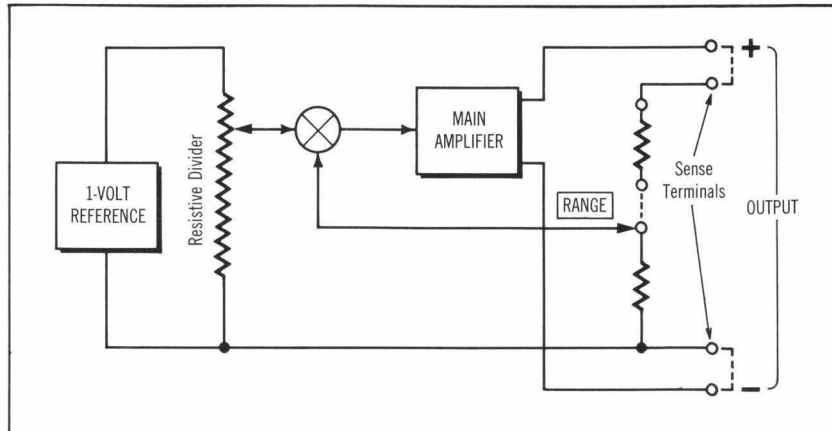 1-VOLT
REFERENCE
Resistive Divider
MAIN
AMPLIFIER
RANGE
+
Sense
Terminals
OUTPUT
−